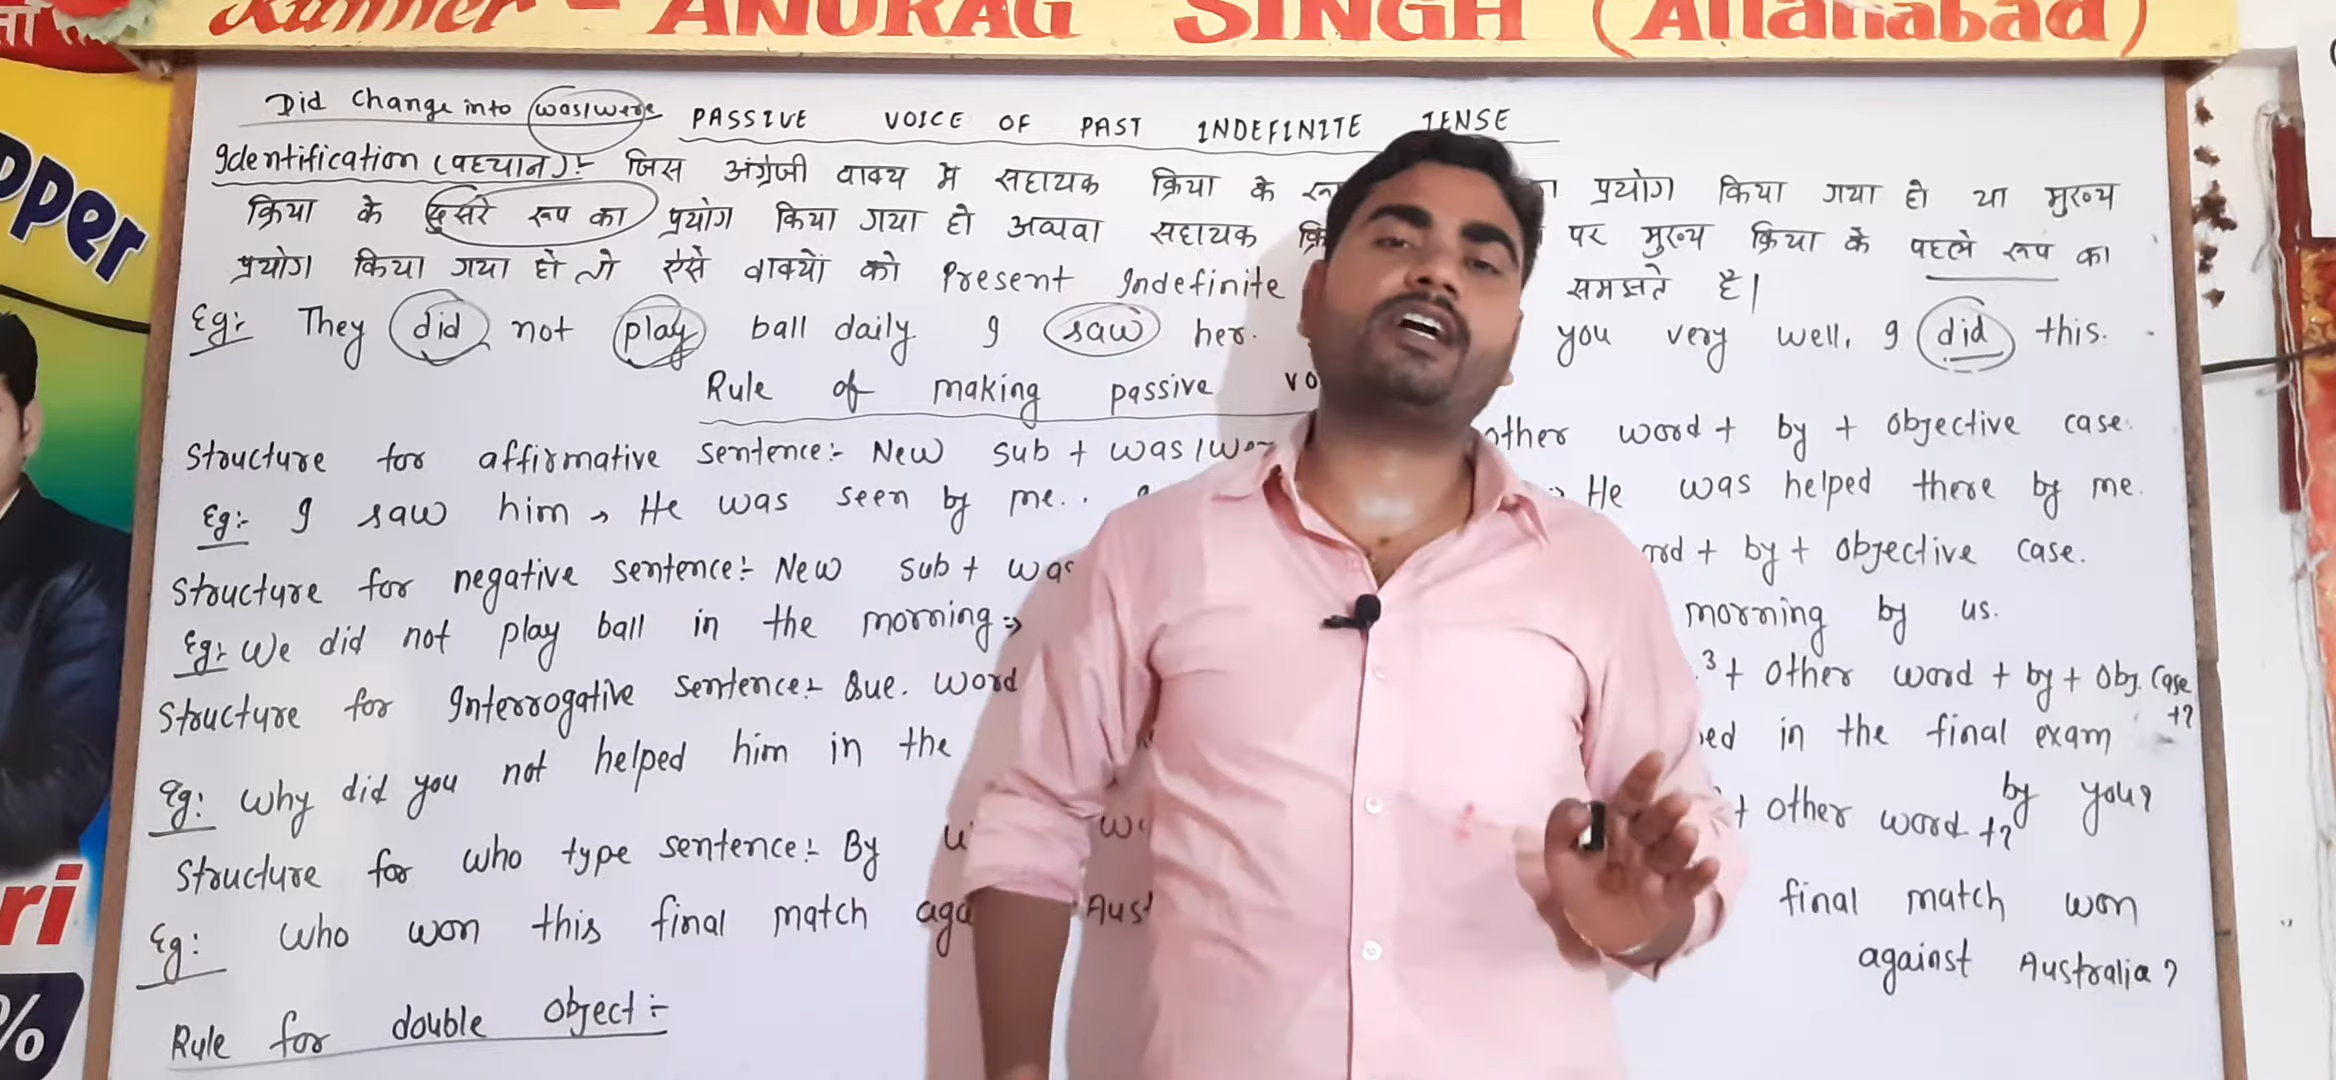 Runner - ANURAG SINGH (Allahabad)
Did Change into was/were PASSIVE VOICE OF PAST INDEFINITE TENSE
Identification (पहचान):- जिस अंग्रेजी वाक्य में सहायक क्रिया के प्रयोग किया गया हो या मुख्य
क्रिया के दुसरे रूप का प्रयोग किया गया हो अथवा सहायक पर मुख्य क्रिया के पहले रूप का
प्रयोग किया गया हो तो ऐसे वाक्यों को Present Indefinite समझते है।
Eg:- They did not play ball daily I saw her. you very well. I did this.
Rule of making passive
Structure for affirmative sentence:- New sub + was/were other word + by + objective case.
Eg:- I saw him → He was seen by me. He was helped there by me.
Structure for negative sentence:- New sub + was + by + objective case.
Eg:- We did not play ball in the morning ⇒ morning by us.
Structure for Interrogative sentence:- Que. word 3 + other word + by + Obj. Case +?
Eg: Why did you not helped him in the in the final exam by you?
Structure for who type sentence:- By + other word +?
Eg: Who won this final match final match won against Australia?
Rule for double object:-
pper
ri
%